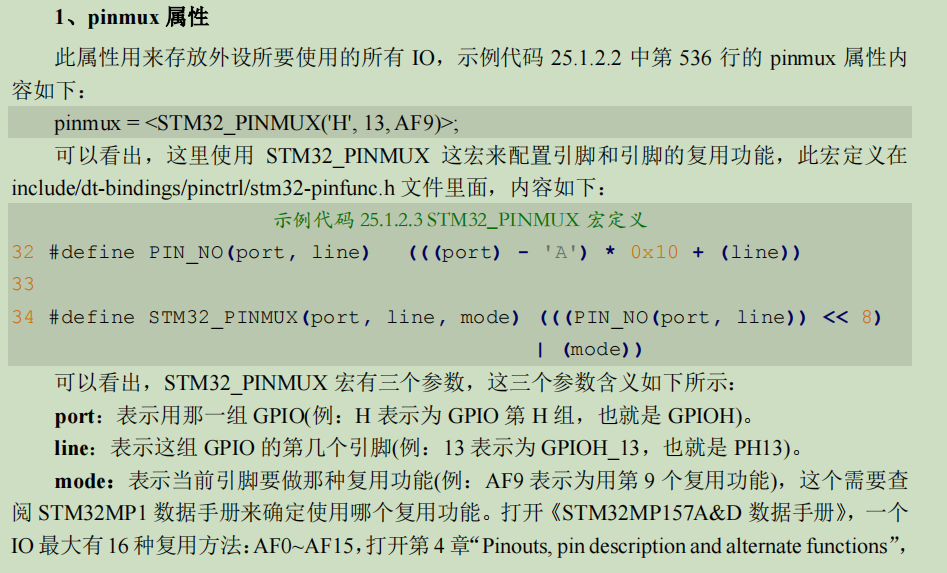 1、pinmux 属性
此属性用来存放外设所要使用的所有 IO，示例代码 25.1.2.2 中第 536 行的 pinmux 属性内
容如下：
pinmux = <STM32_PINMUX('H', 13, AF9)>;
可以看出，这里使用 STM32_PINMUX 这宏来配置引脚和引脚的复用功能，此宏定义在
include/dt-bindings/pinctrl/stm32-pinfunc.h 文件里面，内容如下：
示例代码 25.1.2.3 STM32_PINMUX 宏定义
32 #define PIN_NO(port, line) (((port) - 'A') * 0x10 + (line))
33
34 #define STM32_PINMUX(port, line, mode) (((PIN_NO(port, line)) << 8)
| (mode))
可以看出，STM32_PINMUX 宏有三个参数，这三个参数含义如下所示：
port：表示用那一组 GPIO(例：H 表示为 GPIO 第 H 组，也就是 GPIOH)。
line：表示这组 GPIO 的第几个引脚(例：13 表示为 GPIOH_13，也就是 PH13)。
mode：表示当前引脚要做那种复用功能(例：AF9 表示为用第 9 个复用功能)，这个需要查
阅 STM32MP1 数据手册来确定使用哪个复用功能。打开《STM32MP157A&D 数据手册》，一个
IO 最大有 16 种复用方法：AF0~AF15，打开第 4 章“Pinouts, pin description and alternate functions”，